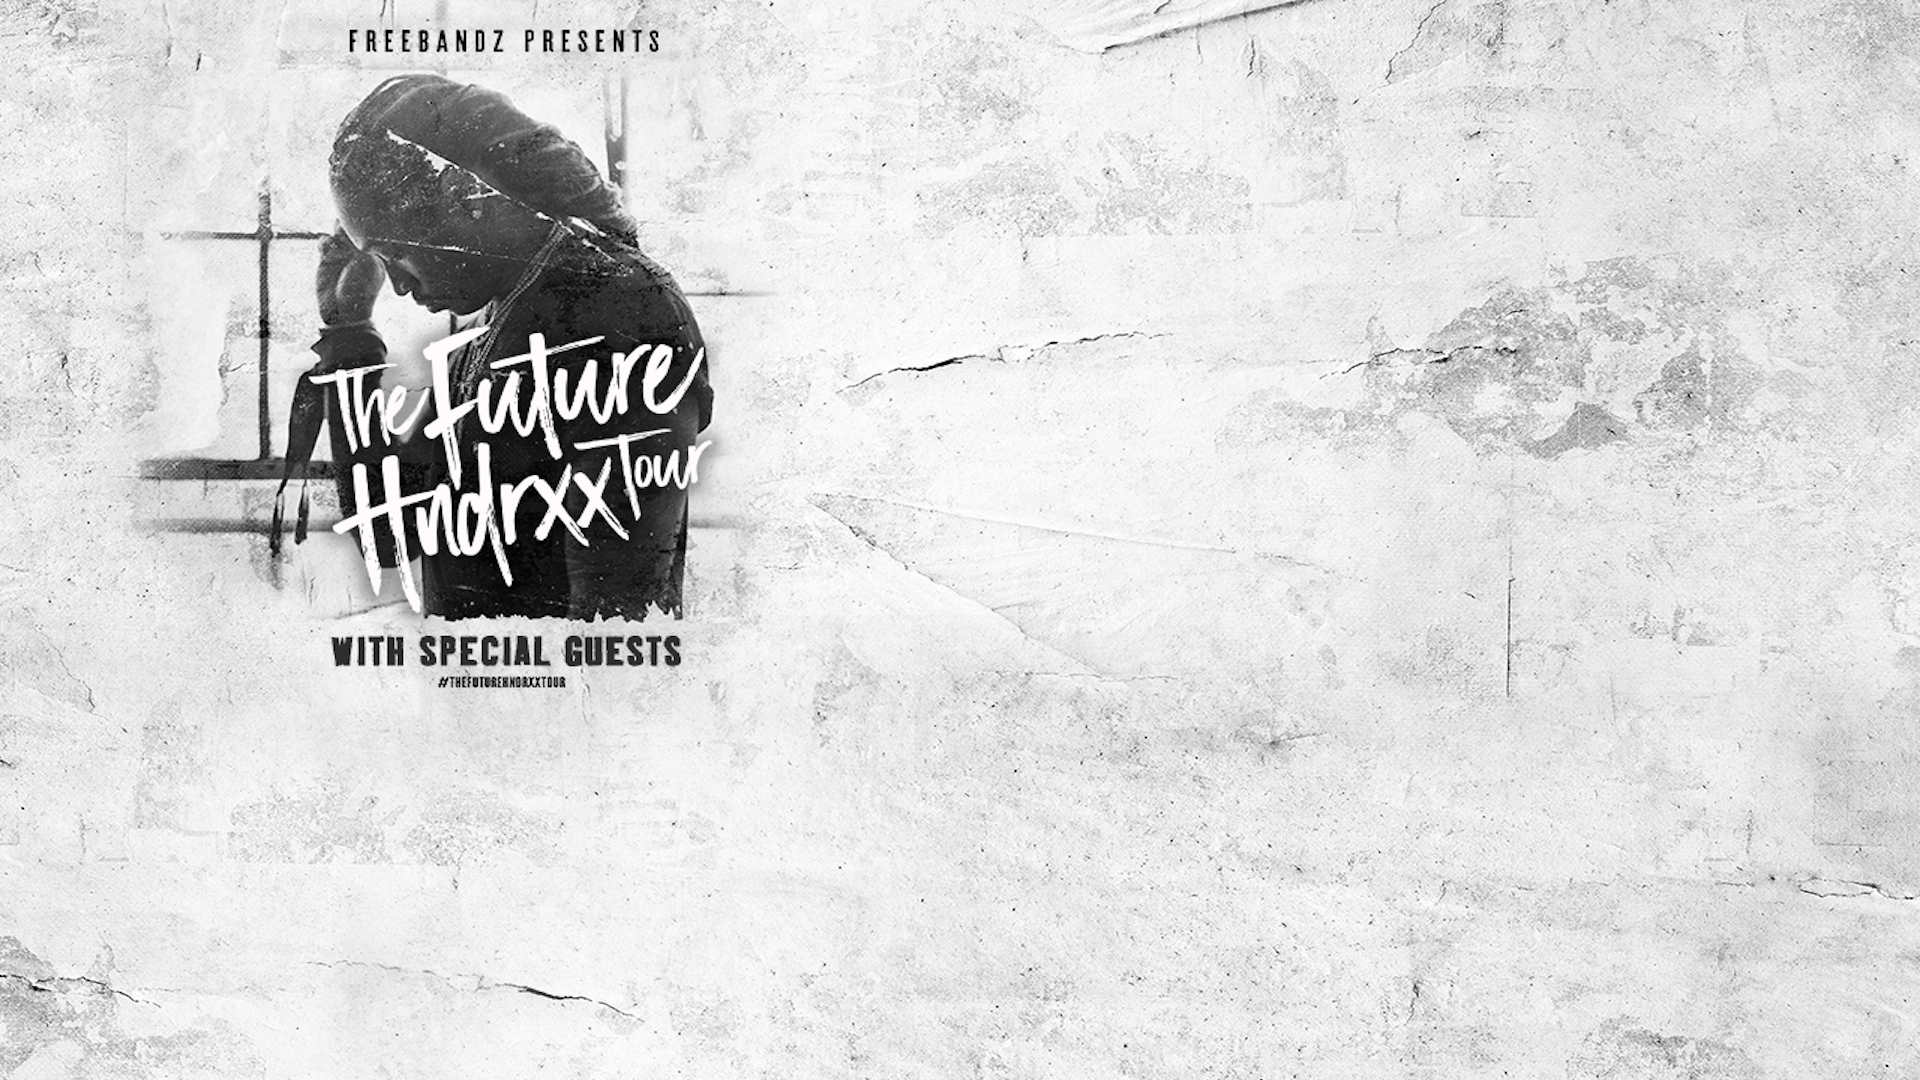 FREEBANDZ PRESENTS
The Future
Hndrxx Tour
WITH SPECIAL GUESTS
#THEFUTUREHNDRXXTOUR